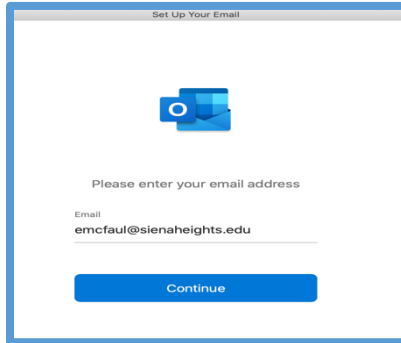 Set Up Your Email
O
Please enter your email address
Email
emcfaul@sienaheights.edu
Continue